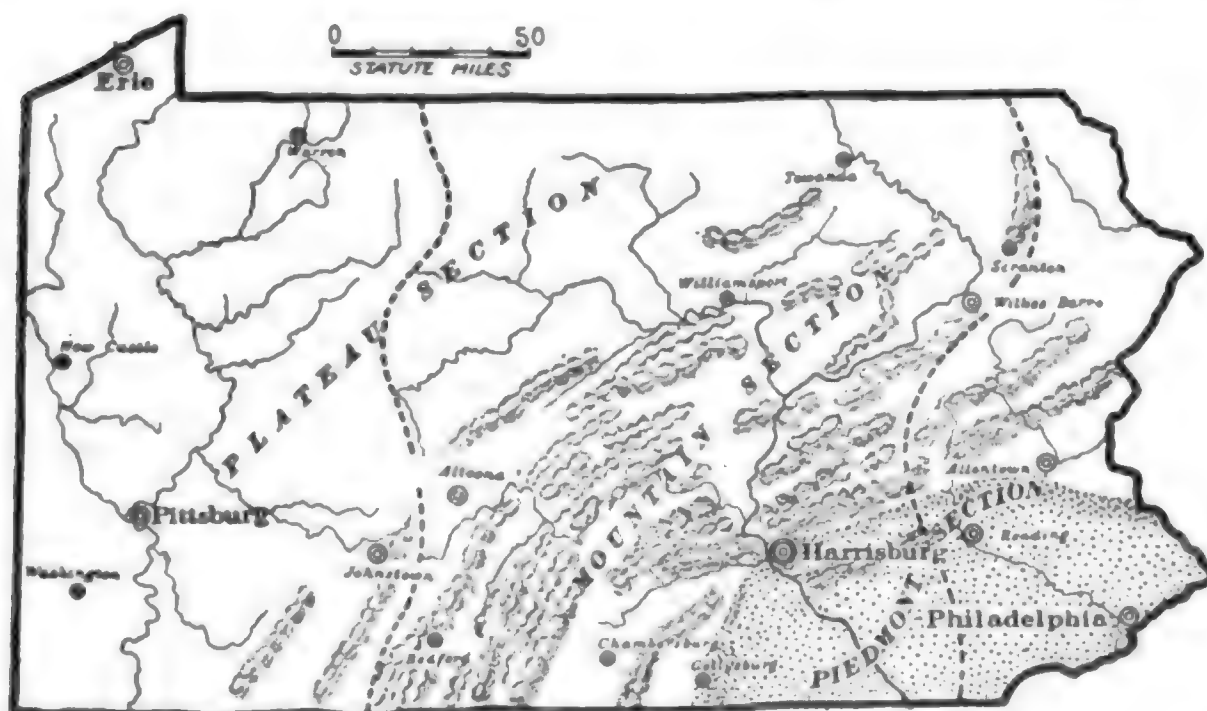 0 50
STATUTE MILES
Erie
Warren
Towanda
PLATEAU SECTION
Scranton
Williamsport
Wilkes Barre
New Castle
MOUNTAIN SECTION
Altoona
Allentown
Pittsburg
Johnstown
Harrisburg
Reading
Washington
PIEDMONT SECTION
Philadelphia
Bedford
Chambersburg
Gettysburg